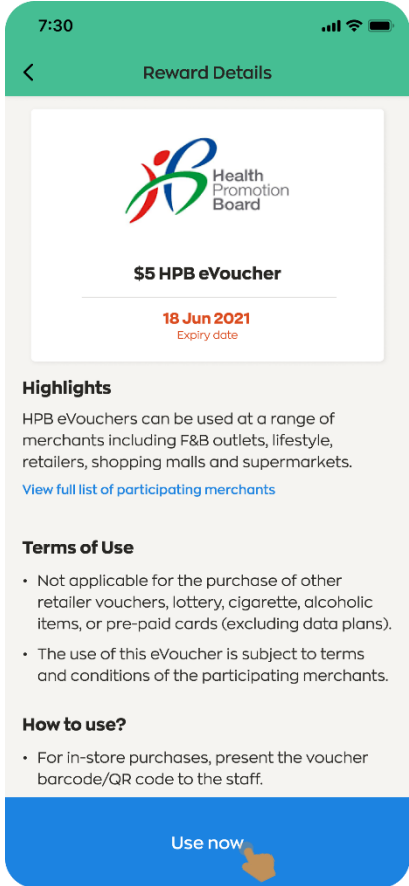 7:30
Reward Details
Health
Promotion
Board
$5 HPB eVoucher
18 Jun 2021
Expiry date
Highlights
HPB eVouchers can be used at a range of
merchants including F&B outlets, lifestyle,
retailers, shopping malls and supermarkets.
View full list of participating merchants
Terms of Use
• Not applicable for the purchase of other
retailer vouchers, lottery, cigarette, alcoholic
items, or pre-paid cards (excluding data plans).
• The use of this eVoucher is subject to terms
and conditions of the participating merchants.
How to use?
• For in-store purchases, present the voucher
barcode/QR code to the staff.
Use now